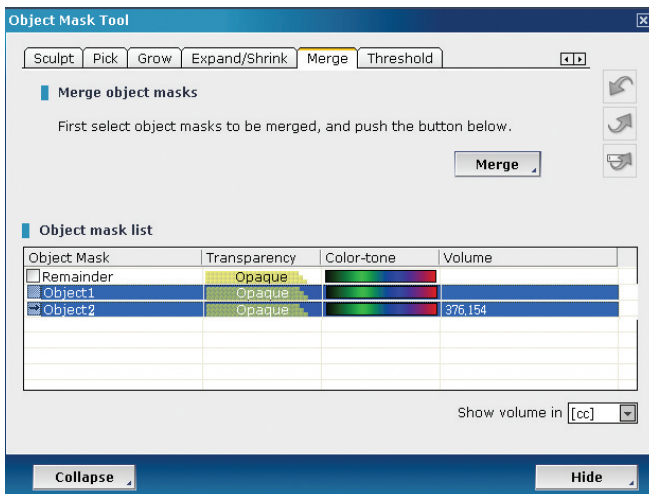 Object Mask Tool
Sculpt Pick Grow Expand/Shrink Merge Threshold
Merge object masks
First select object masks to be merged, and push the button below.
Merge
Object mask list
Object Mask Transparency Color-tone Volume
Remainder Opaque
Object1 Opaque
Object2 Opaque 376,154
Show volume in [cc]
Collapse Hide